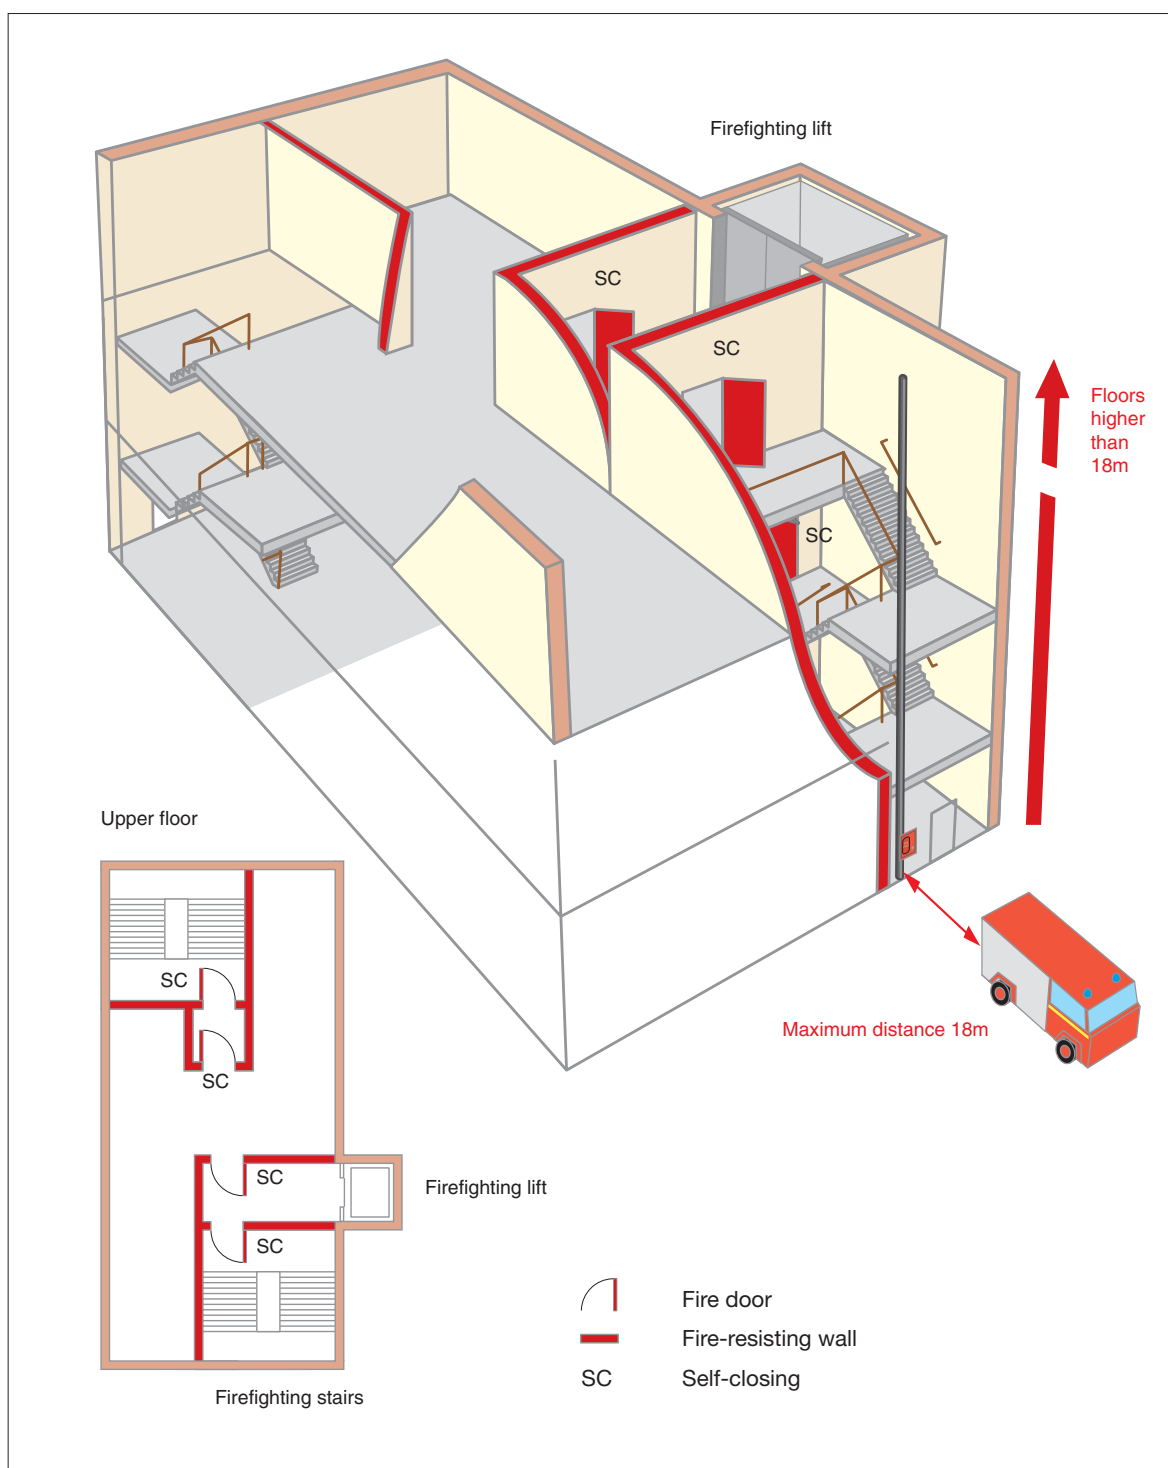 Firefighting lift
SC
SC
Floors
higher
than
18m
SC
Upper floor
SC
Maximum distance 18m
SC
SC
Firefighting lift
SC
Fire door
Fire-resisting wall
SC Self-closing
Firefighting stairs